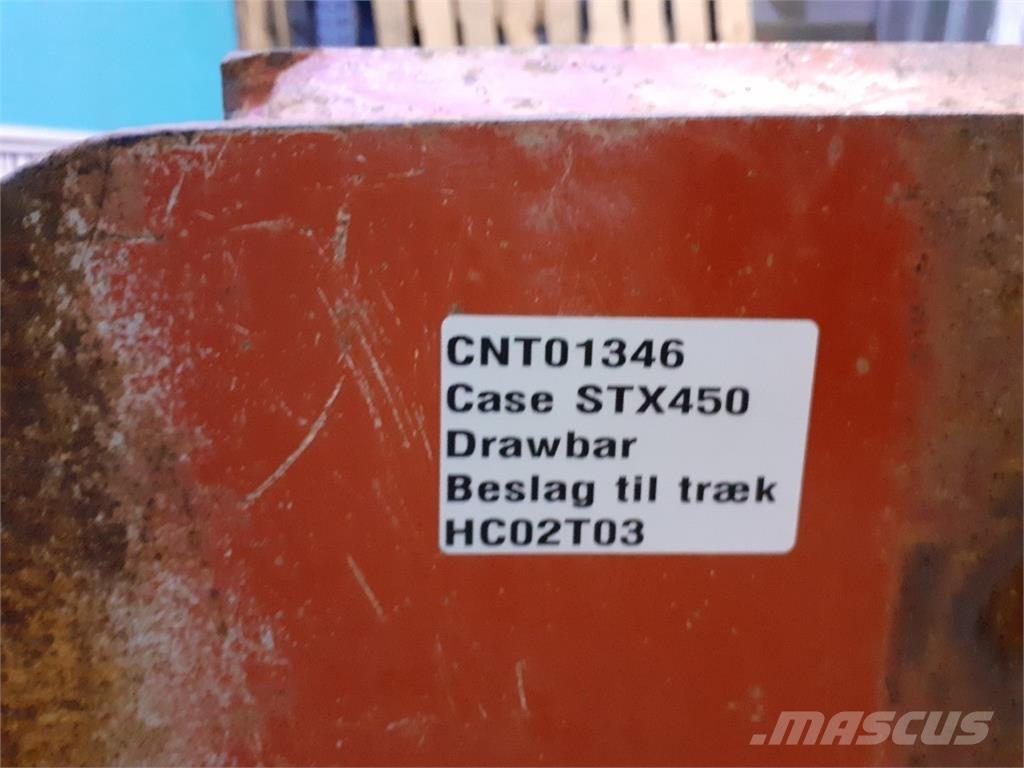 CNT01346
Case STX450
Drawbar
Beslag til træk
HC02T03
MASCUS